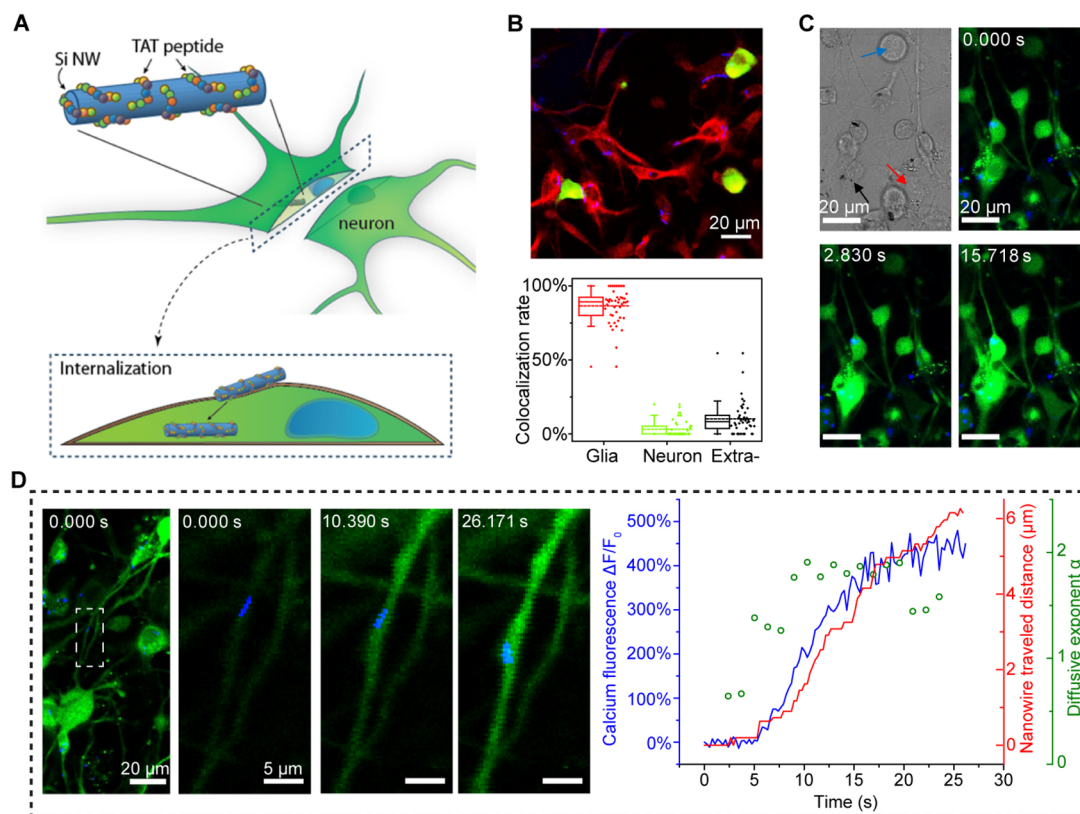 A
Si NW
TAT peptide
neuron
Internalization
B
20 µm
Colocalization rate
100%
50%
0%
Glia
Neuron
Extra-
C
20 µm
0.000 s
20 µm
2.830 s
15.718 s
D
0.000 s
20 µm
0.000 s
5 µm
10.390 s
26.171 s
Calcium fluorescence ΔF/F0
500%
400%
300%
200%
100%
0%
0 5 10 15 20 25 30
Time (s)
6
4
2
0
Nanowire traveled distance (µm)
2
1
0
Diffusive exponent α